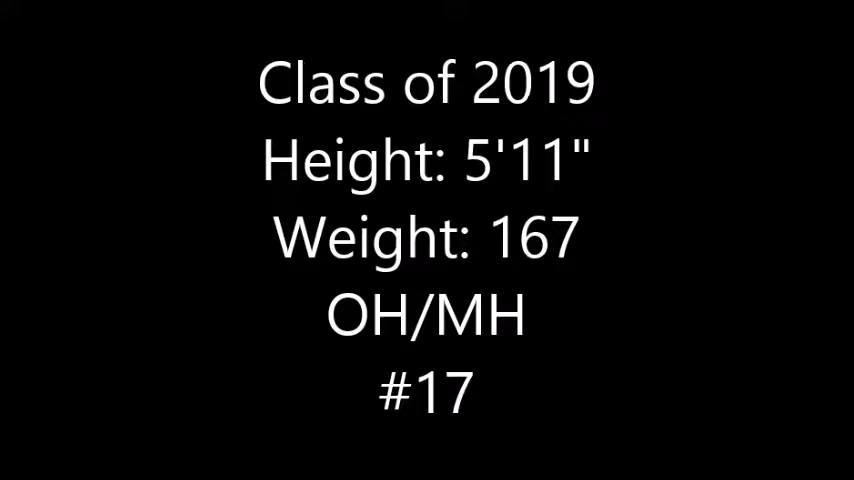 Class of 2019
Height: 5'11"
Weight: 167
OH/MH
#17